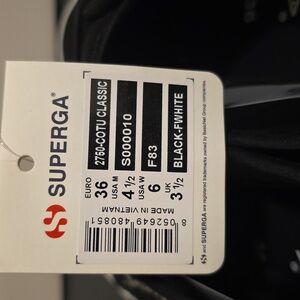 SUPERGA®
2750-COTU CLASSIC
S000010
F83
BLACK-FWHITE
EURO 36
USA M 4 1/2
USA W 6
UK 3 1/2
MADE IN VIETNAM
8 052649 480851
and SUPERGA are registered trademarks owned by BasicNet Group companies.